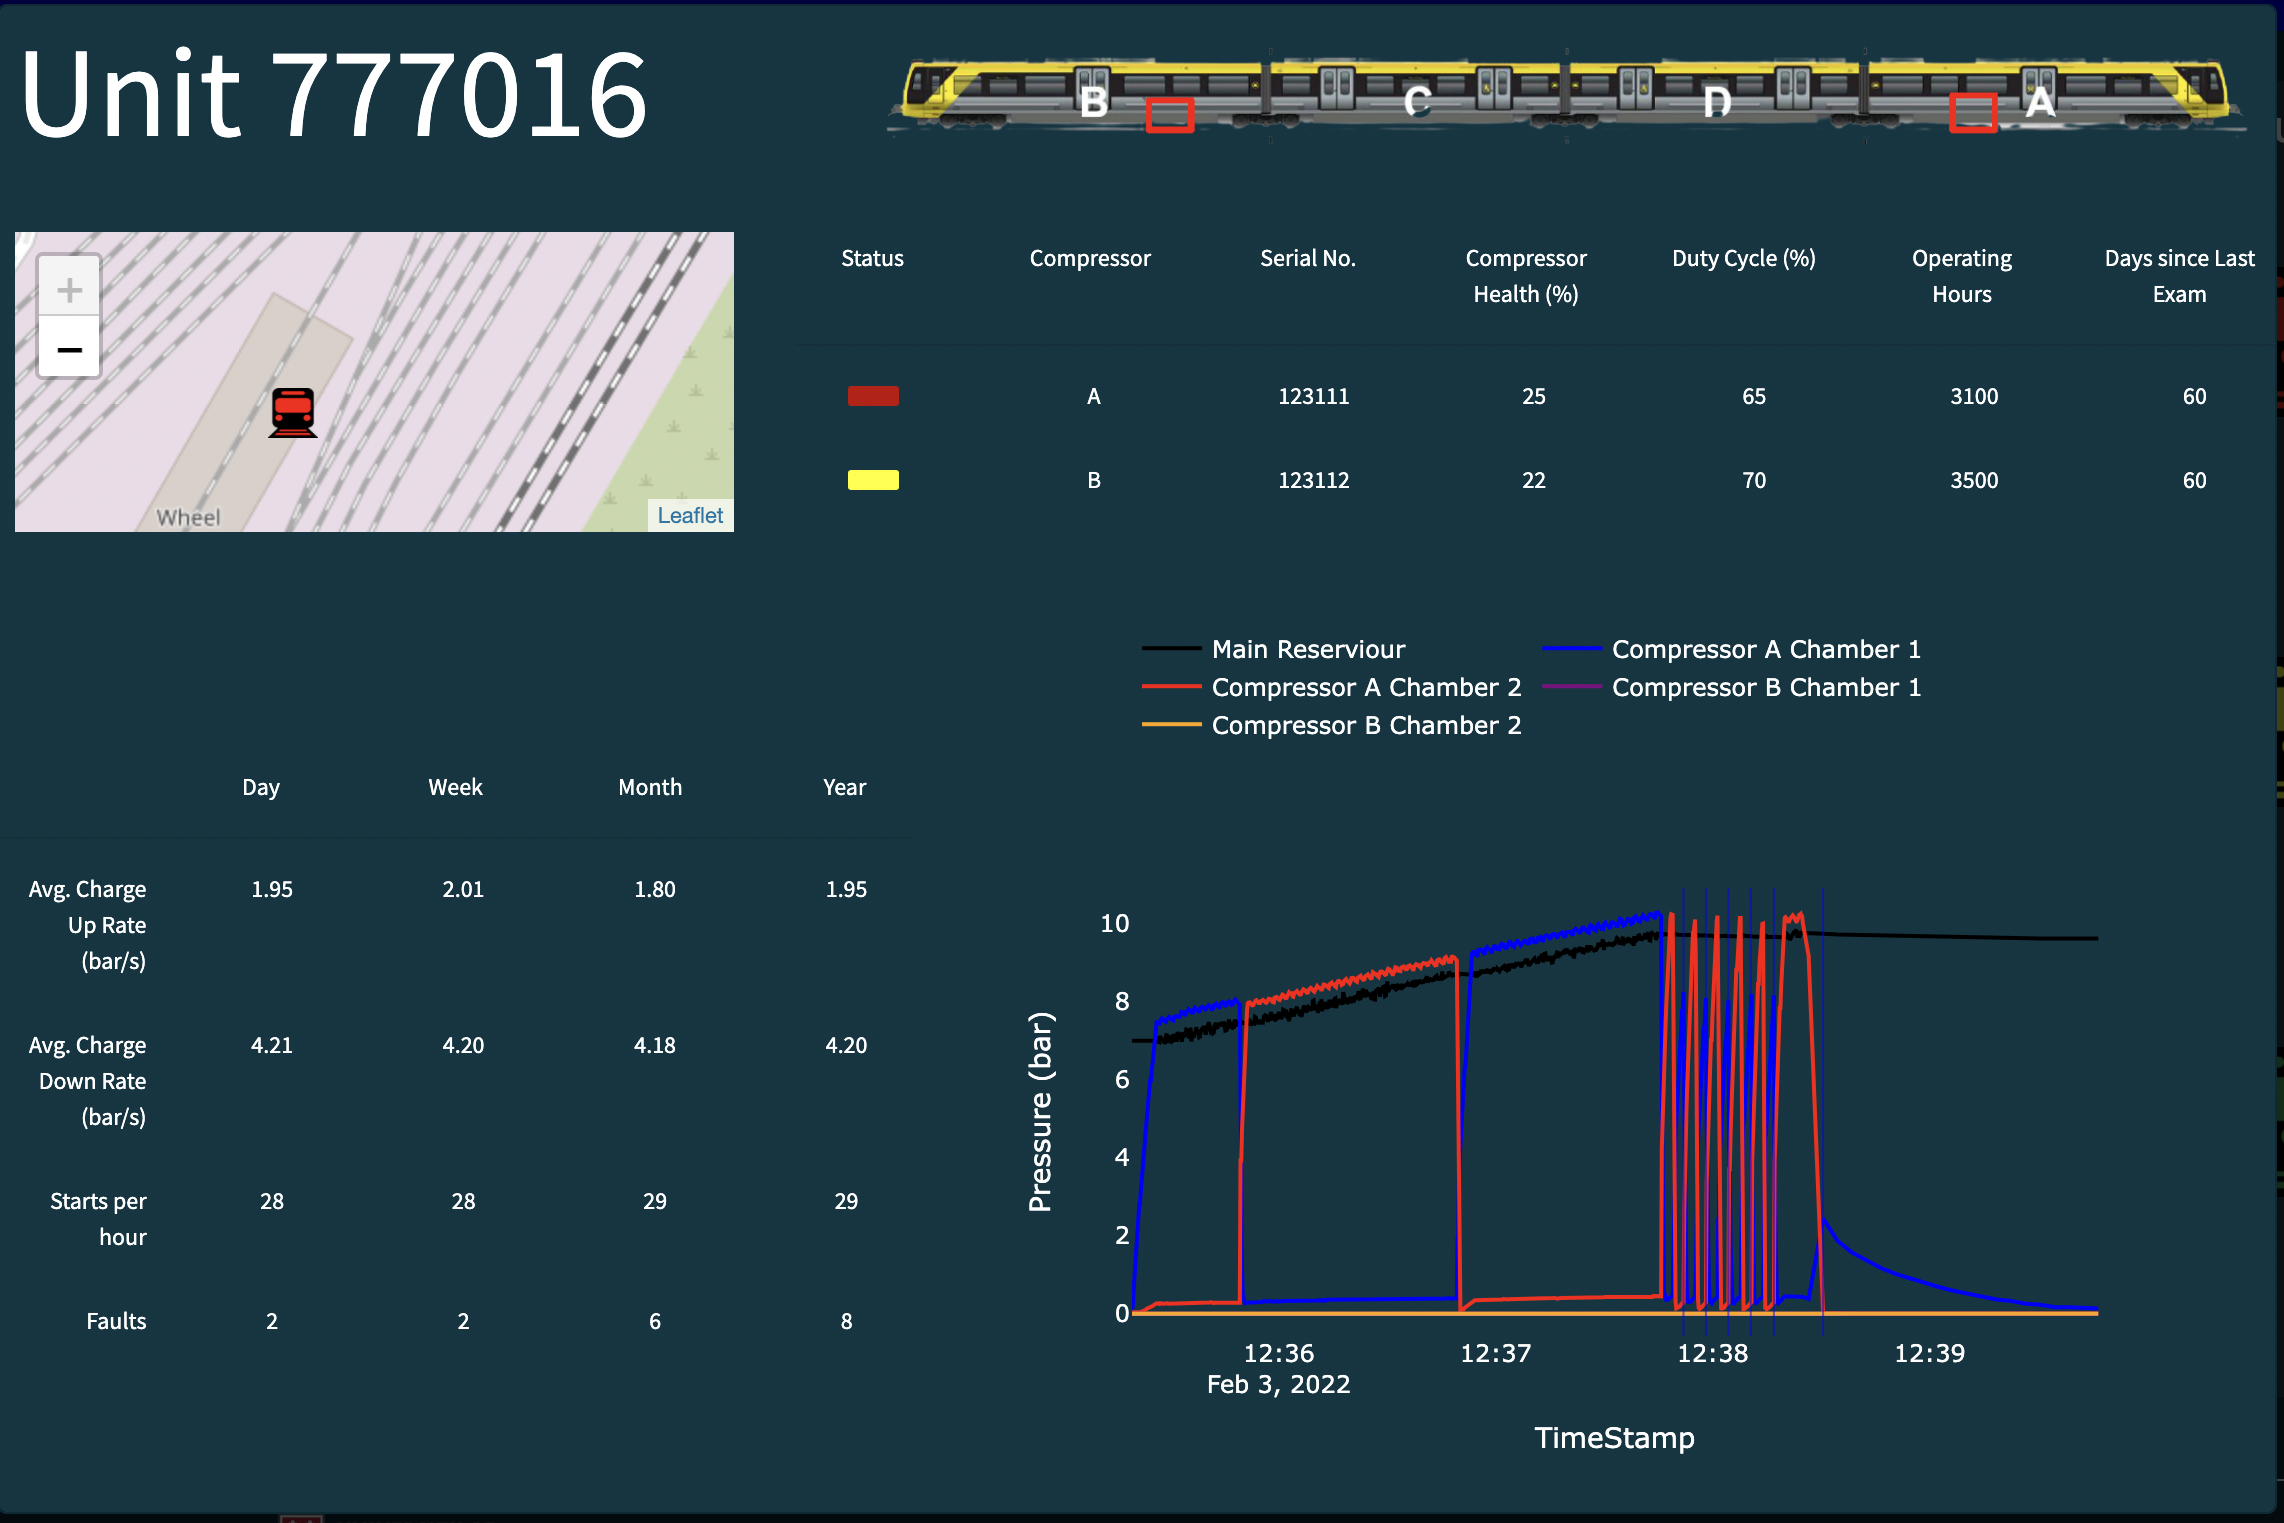 Unit 777016
B
C
D
A
+
−
Wheel
Leaflet
Status Compressor Serial No. Compressor Health (%) Duty Cycle (%) Operating Hours Days since Last Exam
A 123111 25 65 3100 60
B 123112 22 70 3500 60
Main Reserviour
Compressor A Chamber 1
Compressor A Chamber 2
Compressor B Chamber 1
Compressor B Chamber 2
Day Week Month Year
Avg. Charge Up Rate (bar/s) 1.95 2.01 1.80 1.95
Avg. Charge Down Rate (bar/s) 4.21 4.20 4.18 4.20
Starts per hour 28 28 29 29
Faults 2 2 6 8
Pressure (bar)
10
8
6
4
2
0
12:36 12:37 12:38 12:39
Feb 3, 2022
TimeStamp